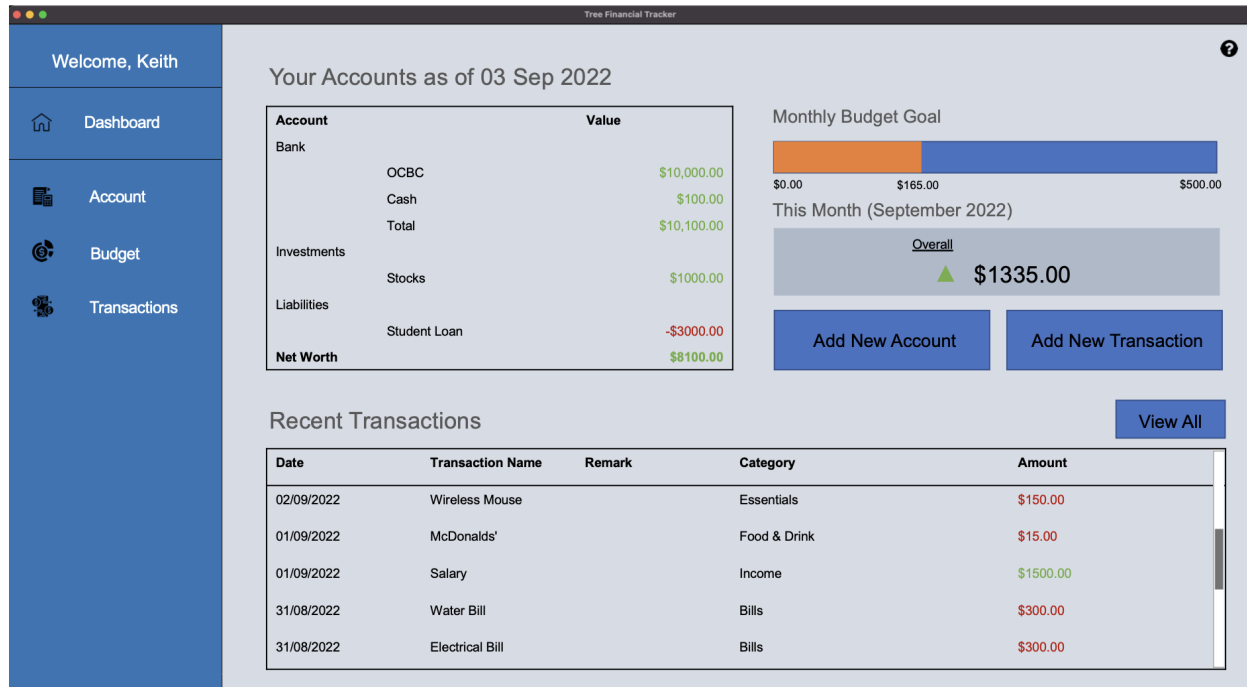 Tree Financial Tracker
Welcome, Keith
Dashboard
Account
Budget
Transactions
Your Accounts as of 03 Sep 2022
Account Value
Bank
OCBC $10,000.00
Cash $100.00
Total $10,100.00
Investments
Stocks $1000.00
Liabilities
Student Loan -$3000.00
Net Worth $8100.00
?
Monthly Budget Goal
$0.00 $165.00 $500.00
This Month (September 2022)
Overall
$1335.00
Add New Account Add New Transaction
Recent Transactions
View All
Date Transaction Name Remark Category Amount
02/09/2022 Wireless Mouse Essentials $150.00
01/09/2022 McDonalds' Food & Drink $15.00
01/09/2022 Salary Income $1500.00
31/08/2022 Water Bill Bills $300.00
31/08/2022 Electrical Bill Bills $300.00